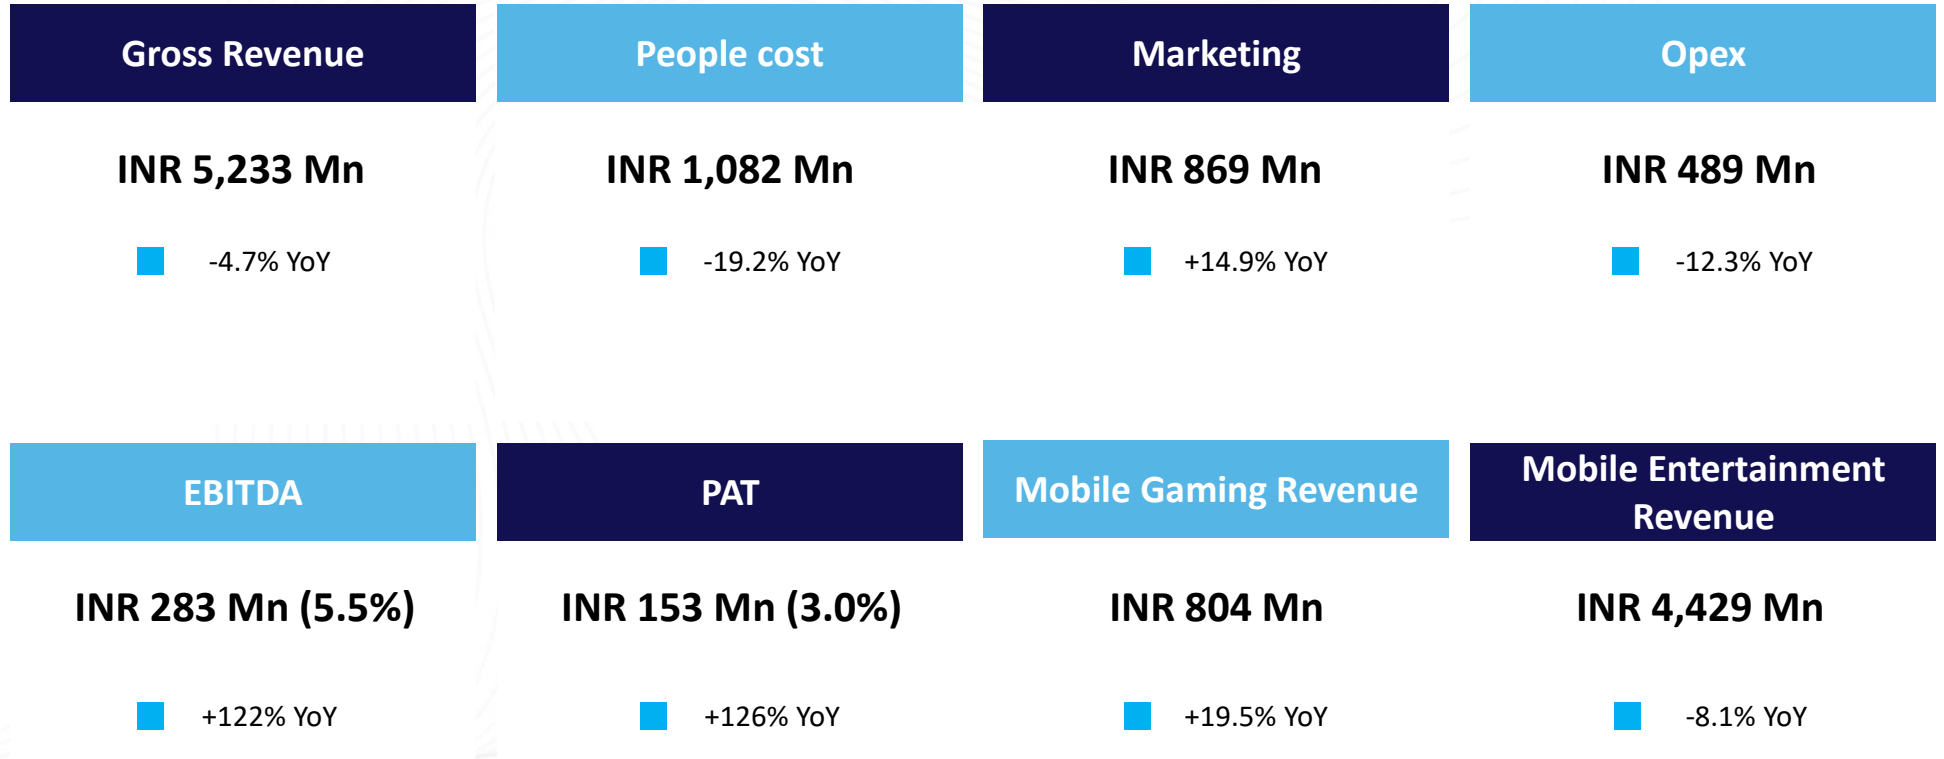 Gross Revenue
People cost
Marketing
Opex
INR 5,233 Mn
INR 1,082 Mn
INR 869 Mn
INR 489 Mn
-4.7% YoY
-19.2% YoY
+14.9% YoY
-12.3% YoY
EBITDA
PAT
Mobile Gaming Revenue
Mobile Entertainment
Revenue
INR 283 Mn (5.5%)
INR 153 Mn (3.0%)
INR 804 Mn
INR 4,429 Mn
+122% YoY
+126% YoY
+19.5% YoY
-8.1% YoY